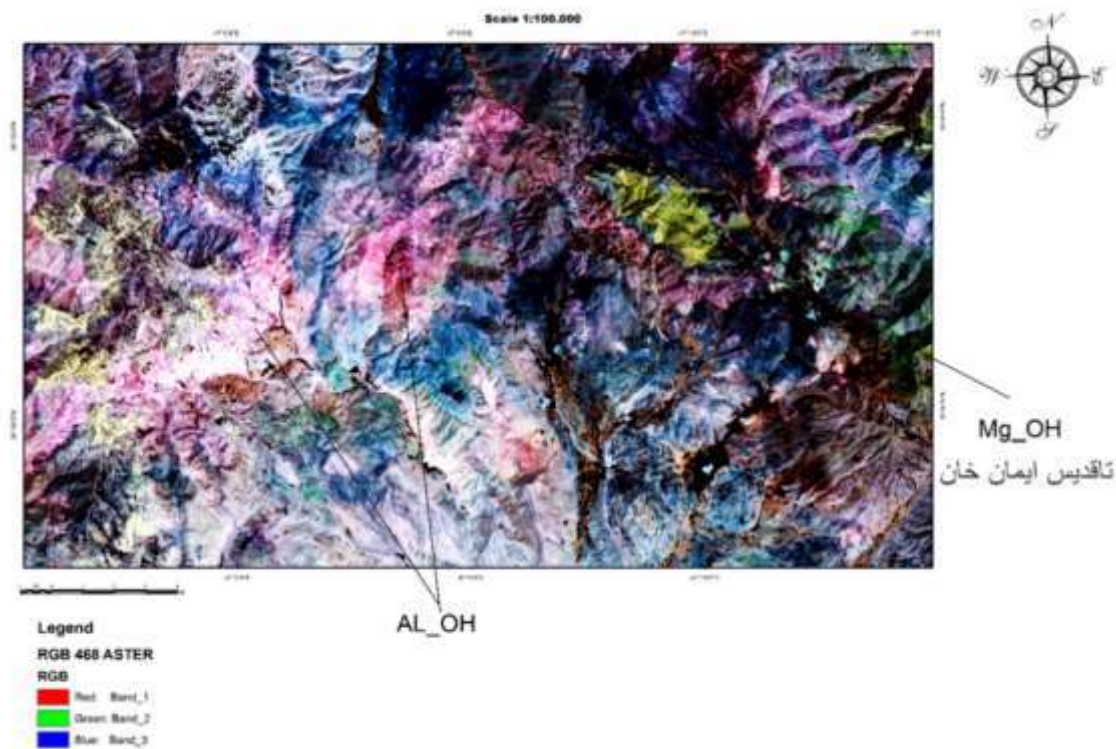 Scale 1:100.000
N
W
E
S
Mg_OH
تاقدیس ایمان خان
AL_OH
Legend
RGB 468 ASTER
RGB
Red: Band_1
Green: Band_2
Blue: Band_3